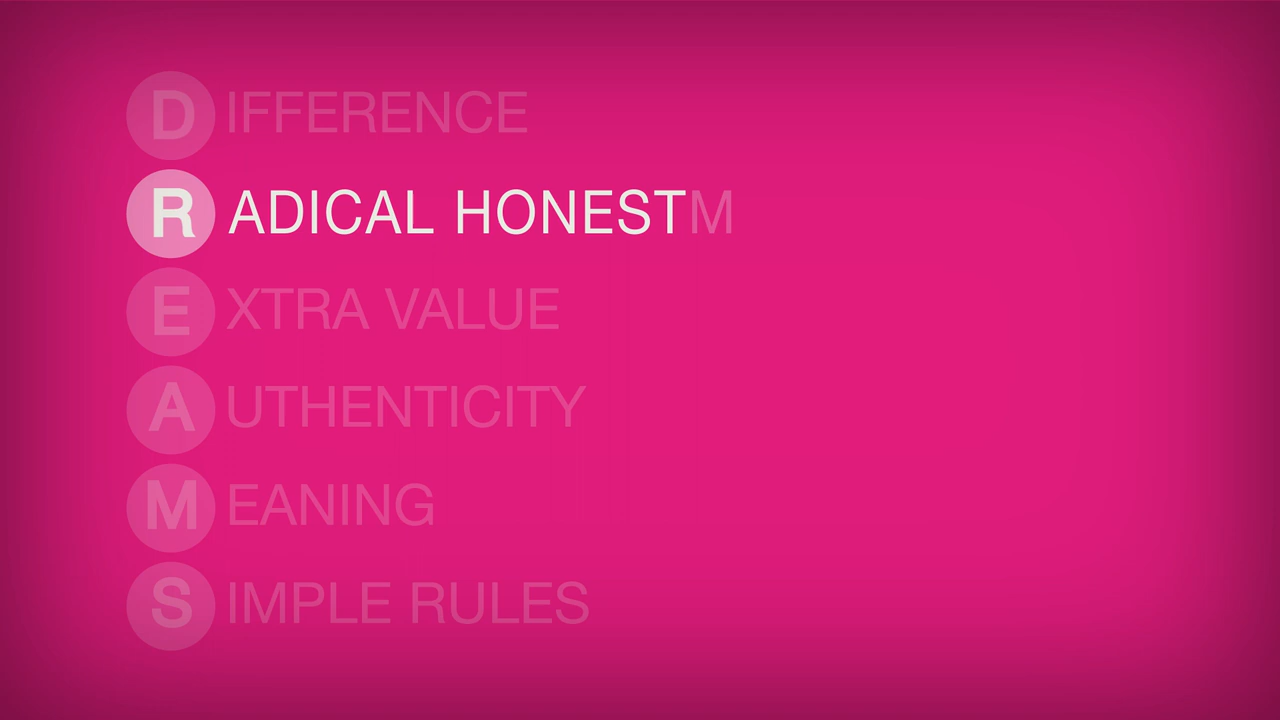 DIFFERENCE
RADICAL HONESTM
EXTRA VALUE
AUTHENTICITY
MEANING
SIMPLE RULES